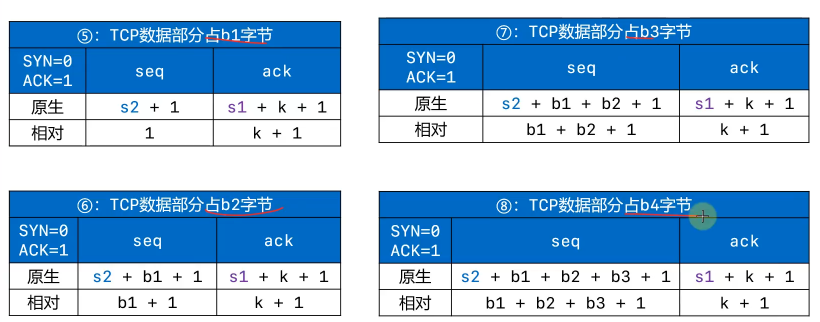 ⑤：TCP数据部分占b1字节
SYN=0
ACK=1
seq
ack
原生
s2 + 1
s1 + k + 1
相对
1
k + 1
⑦：TCP数据部分占b3字节
SYN=0
ACK=1
seq
ack
原生
s2 + b1 + b2 + 1
s1 + k + 1
相对
b1 + b2 + 1
k + 1
⑥：TCP数据部分占b2字节
SYN=0
ACK=1
seq
ack
原生
s2 + b1 + 1
s1 + k + 1
相对
b1 + 1
k + 1
⑧：TCP数据部分占b4字节
SYN=0
ACK=1
seq
ack
原生
s2 + b1 + b2 + b3 + 1
s1 + k + 1
相对
b1 + b2 + b3 + 1
k + 1